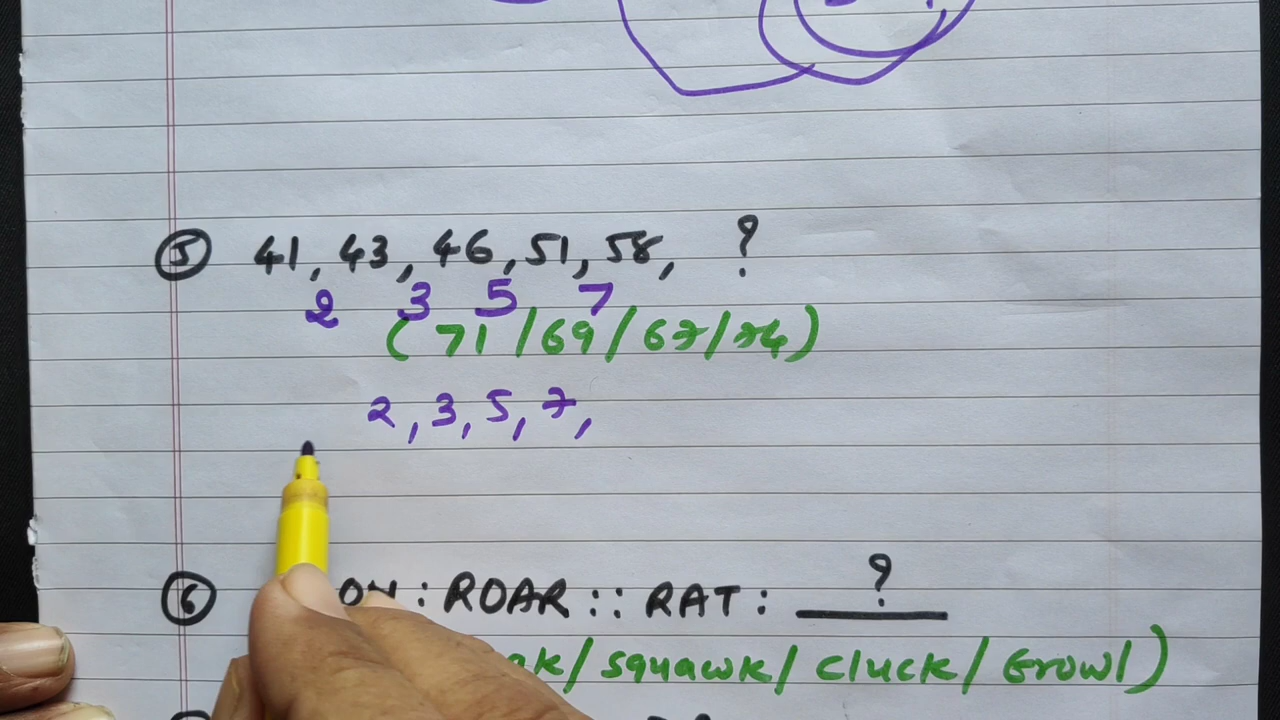 5 41, 43, 46, 51, 58, ?
2 3 5 7
( 71 / 69 / 67 / 74 )
2, 3, 5, 7,
6 ON : ROAR :: RAT : ?
/ squawk / cluck / Growl )